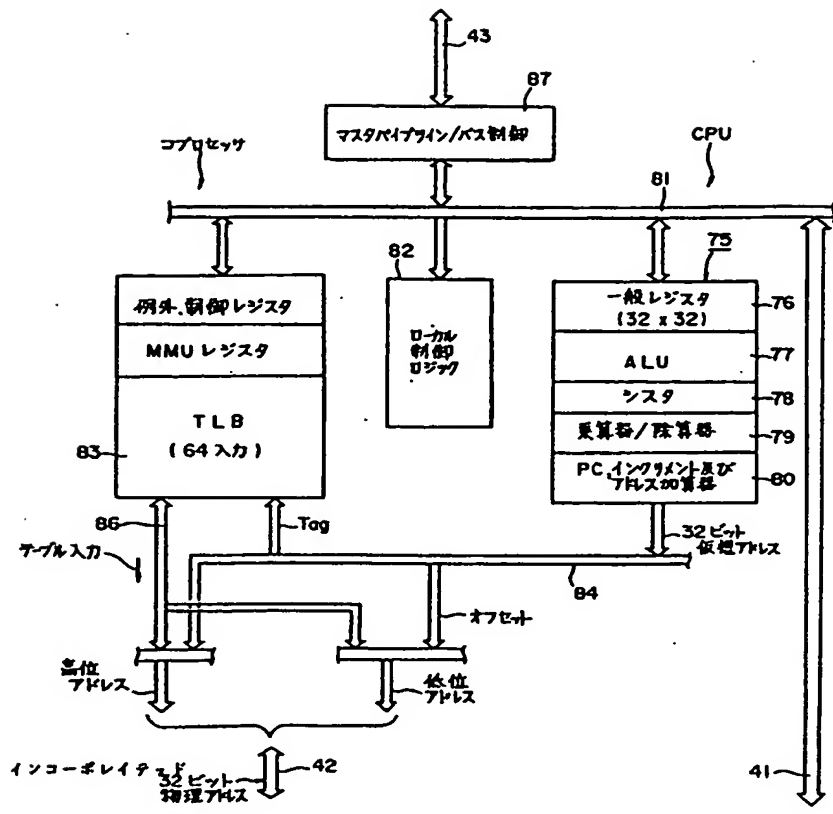 43
87
マスタパイプライン/バス制御
コプロセッサ
CPU
81
82
75
例外、制御レジスタ
MMU レジスタ
TLB
(64 入力)
83
ローカル
制御
ロジック
一般レジスタ
(32 x 32)
76
ALU
77
シスタ
78
乗算器/除算器
79
PC、インクリメント及び
アドレス加算器
80
86
Tag
32ビット
仮想アドレス
テーブル入力
84
オフセット
高位
アドレス
低位
アドレス
インコーポレイテッド
32ビット
物理アドレス
42
41